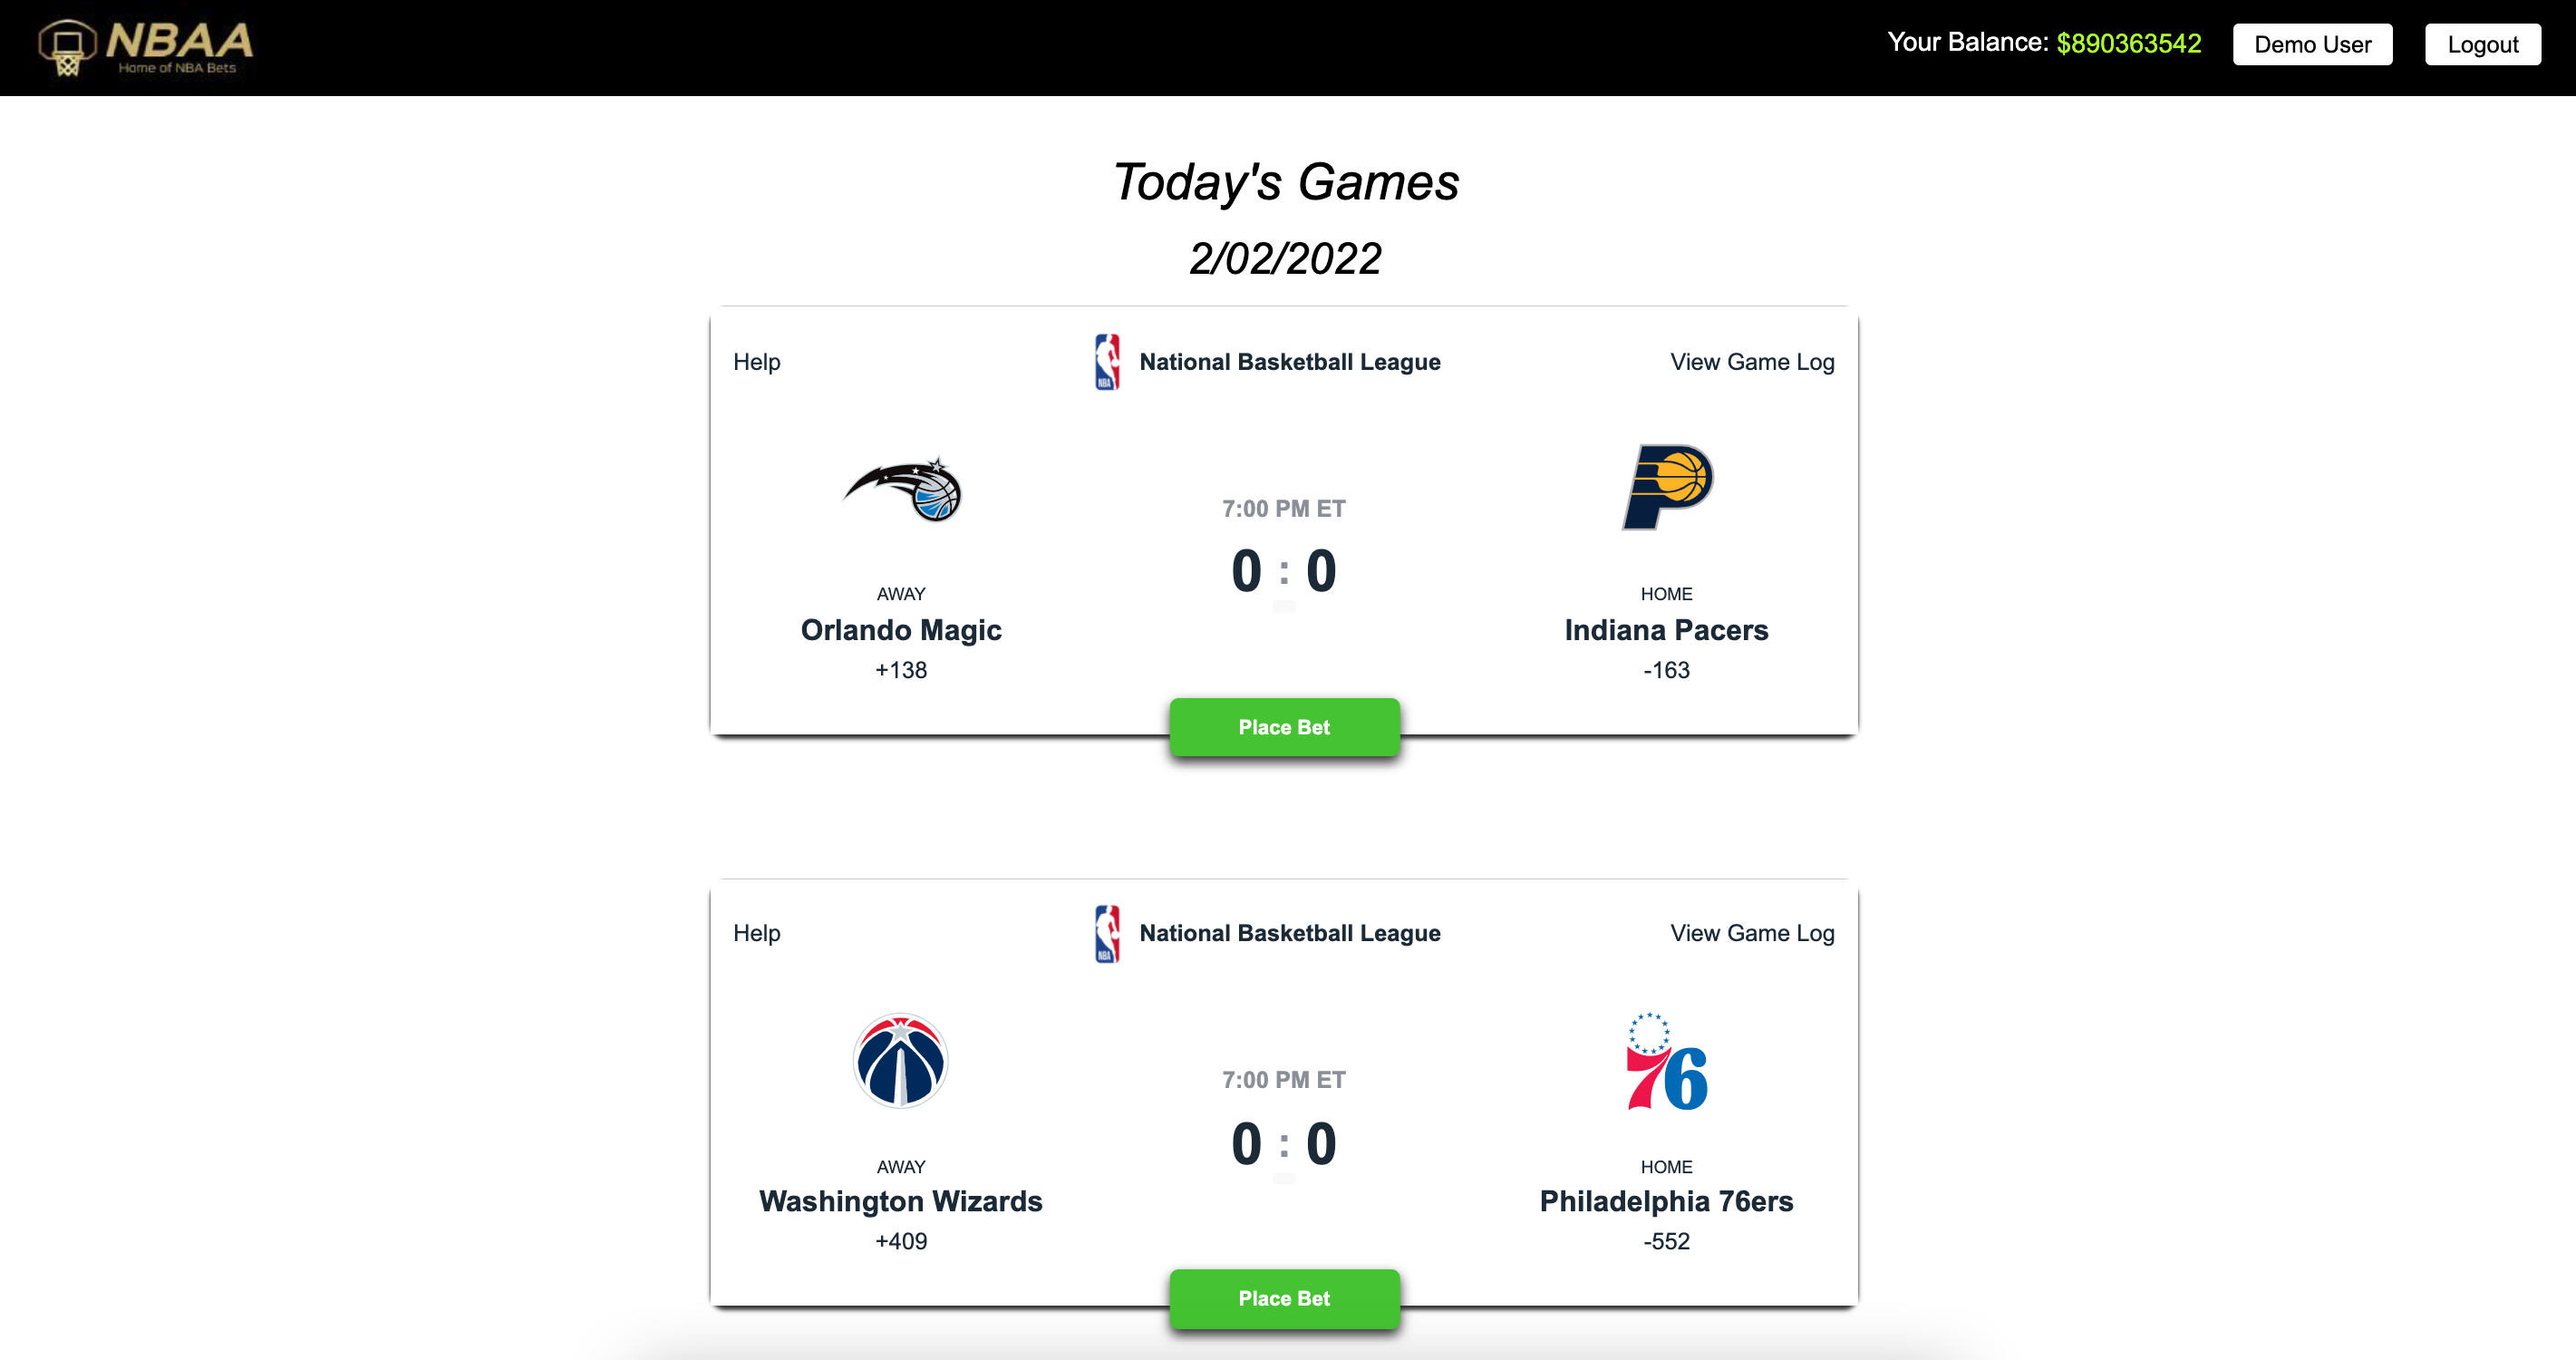 NBAA
Home of NBA Bets
Your Balance: $890363542
Demo User
Logout
Today's Games
2/02/2022
Help
NBA
National Basketball League
View Game Log
7:00 PM ET
0 : 0
AWAY
Orlando Magic
+138
HOME
Indiana Pacers
-163
Place Bet
Help
NBA
National Basketball League
View Game Log
76
7:00 PM ET
0 : 0
AWAY
Washington Wizards
+409
HOME
Philadelphia 76ers
-552
Place Bet